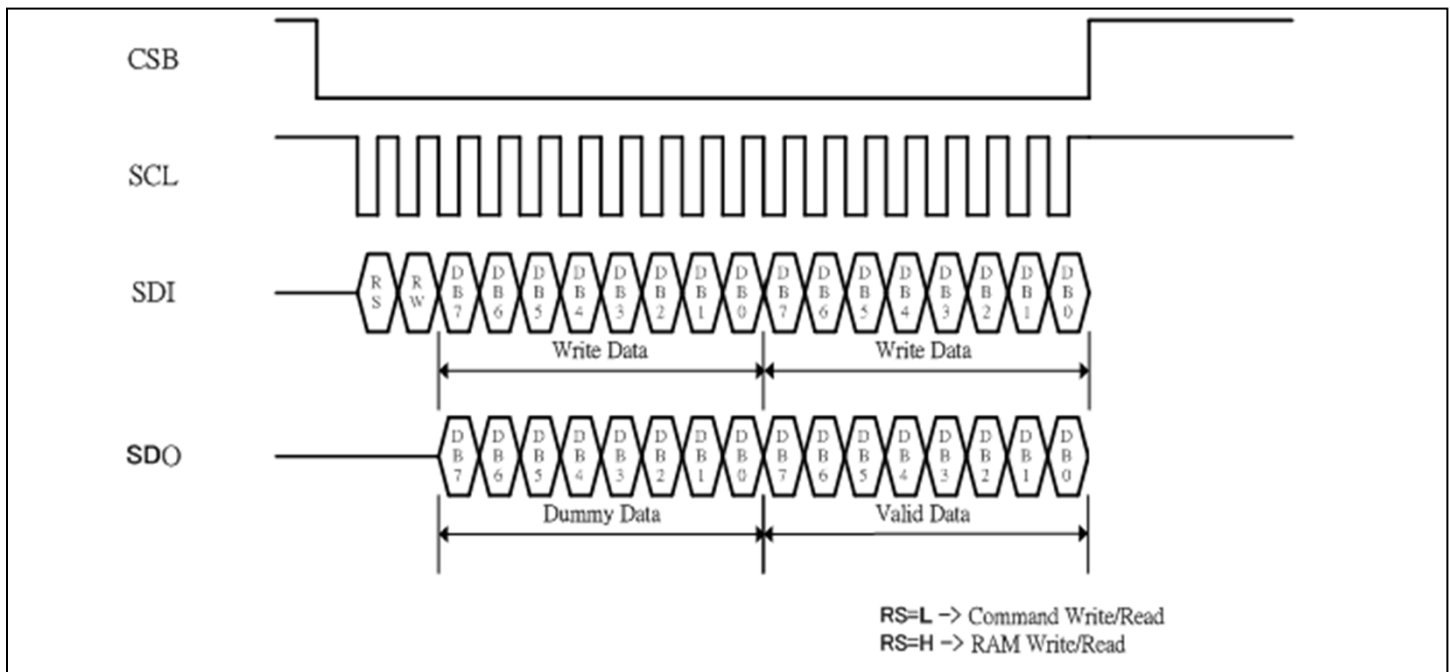 CSB
SCL
SDI
RS RW DB7 DB6 DB5 DB4 DB3 DB2 DB1 DB0 DB7 DB6 DB5 DB4 DB3 DB2 DB1 DB0
Write Data Write Data
SDO
DB7 DB6 DB5 DB4 DB3 DB2 DB1 DB0 DB7 DB6 DB5 DB4 DB3 DB2 DB1 DB0
Dummy Data Valid Data
RS=L –> Command Write/Read
RS=H –> RAM Write/Read